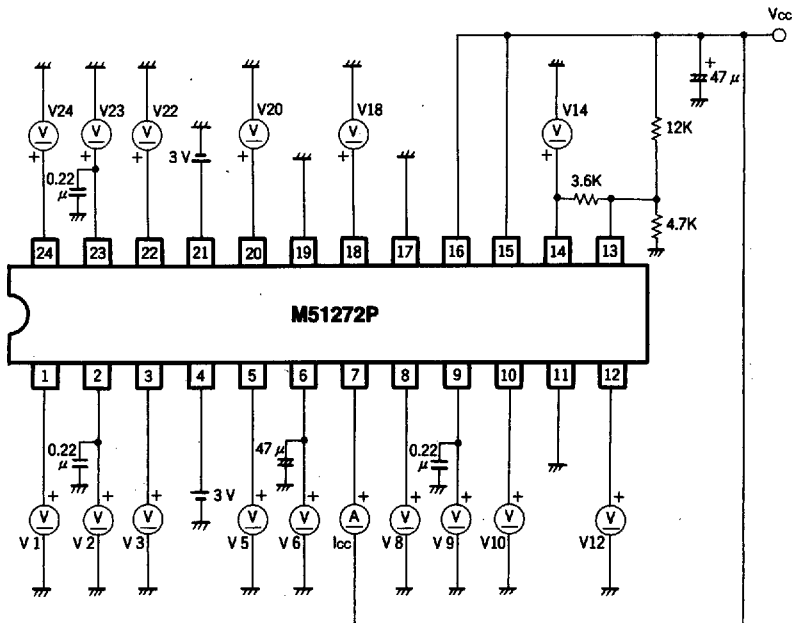 Vcc
+
47 μ
V24
V23
V22
V20
V18
V14
V
V
V
V
V
V
+
+
+
+
+
+
3 V
12K
0.22
μ
3.6K
4.7K
24
23
22
21
20
19
18
17
16
15
14
13
M51272P
1
2
3
4
5
6
7
8
9
10
11
12
0.22
μ
47 μ
0.22
μ
3 V
+
+
+
+
+
+
+
+
+
+
V
V
V
V
V
A
V
V
V
V
V 1
V 2
V 3
V 5
V 6
Icc
V 8
V 9
V10
V12